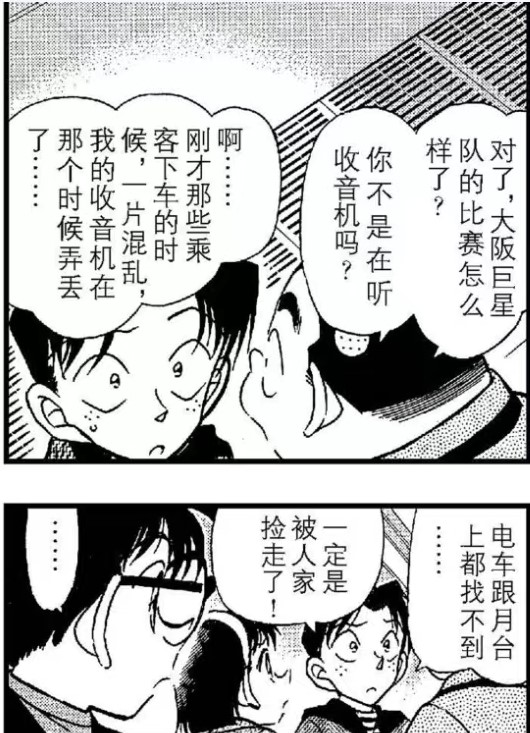 对了，大阪巨星
队的比赛怎么
样了？
你不是在听
收音机吗？
啊……
刚才那些乘
客下车的时
候，一片混乱，
我的收音机在
那个时候弄丢
了……
电车跟月台
上都找不到
……
一定是
被人家
捡走了！
……